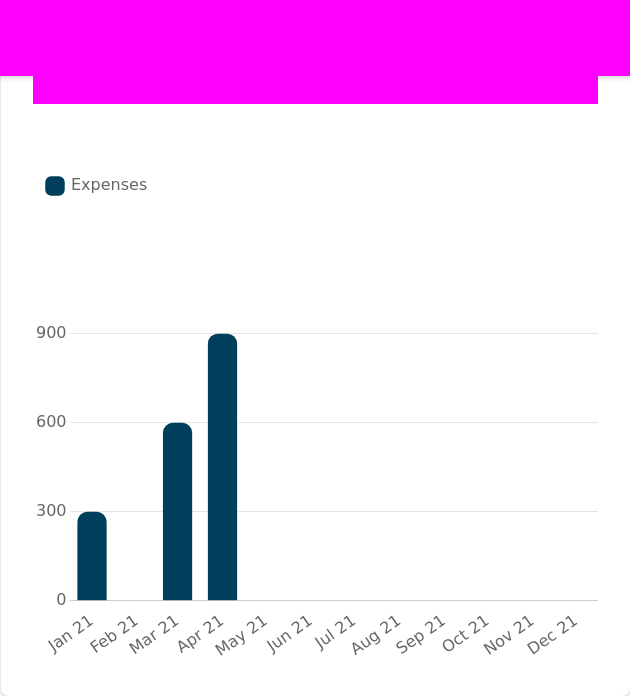 Expenses
900
600
300
0
Jan 21
Feb 21
Mar 21
Apr 21
May 21
Jun 21
Jul 21
Aug 21
Sep 21
Oct 21
Nov 21
Dec 21